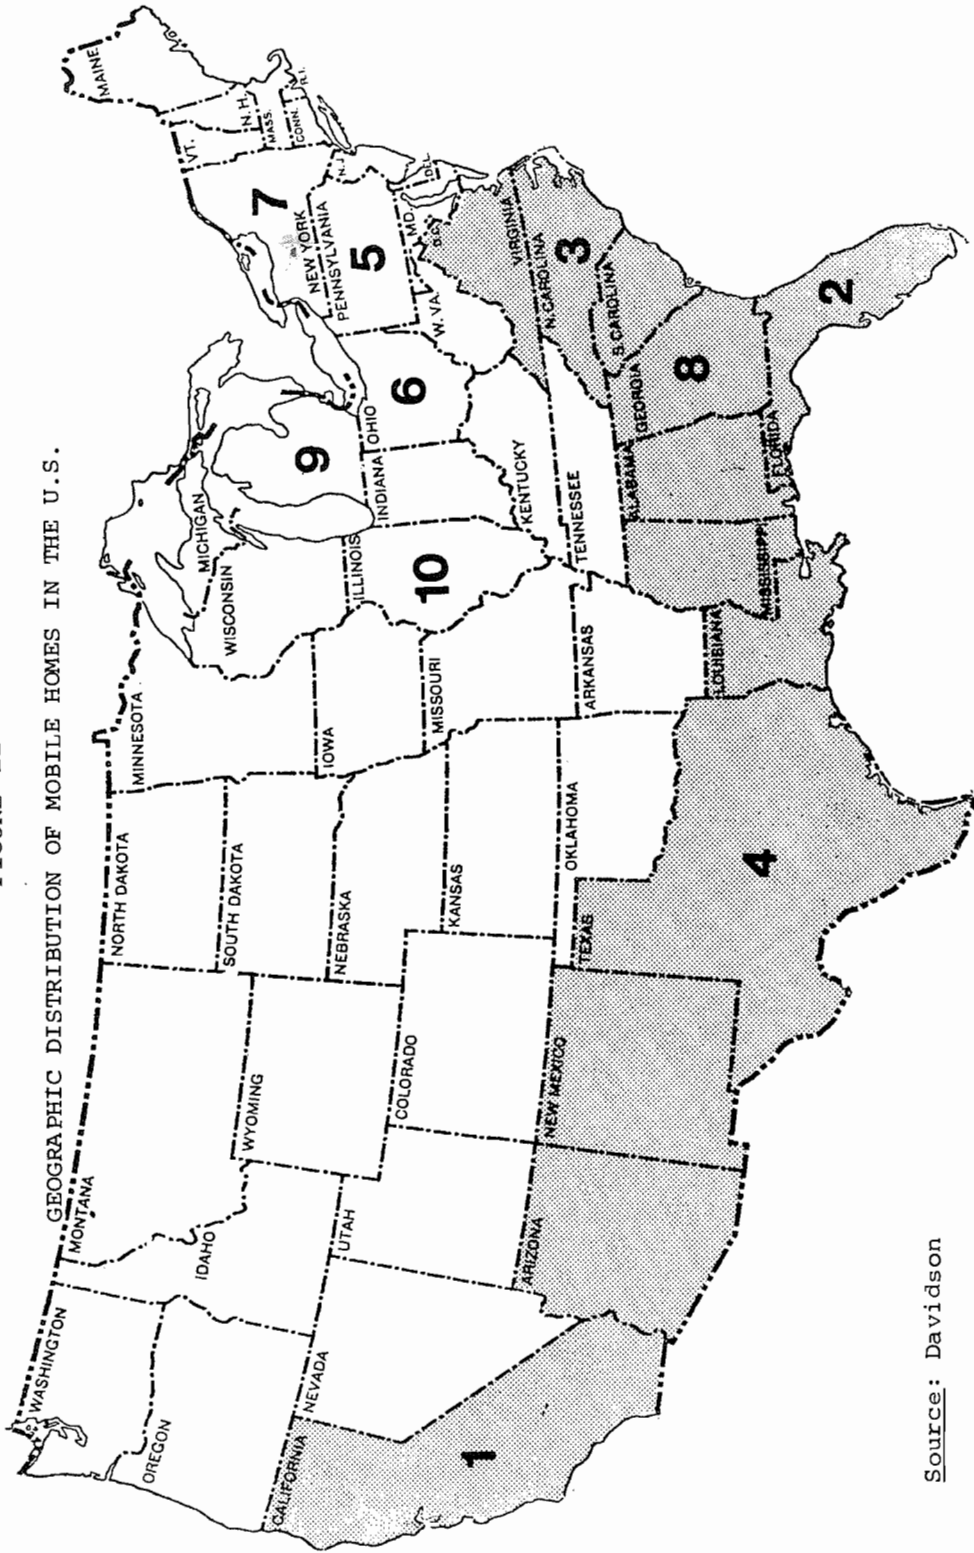 GEOGRAPHIC DISTRIBUTION OF MOBILE HOMES IN THE U.S.
WASHINGTON
MONTANA
NORTH DAKOTA
MINNESOTA
MICHIGAN
MAINE
OREGON
IDAHO
WYOMING
SOUTH DAKOTA
WISCONSIN
VT.
N.H.
MASS.
CONN.
R.I.
NEW YORK
7
CALIFORNIA
NEVADA
UTAH
COLORADO
NEBRASKA
IOWA
ILLINOIS
INDIANA
OHIO
9
PENNSYLVANIA
5
N.J.
MD.
DEL.
D.C.
W. VA.
6
10
KANSAS
MISSOURI
KENTUCKY
VIRGINIA
1
ARIZONA
NEW MEXICO
TEXAS
OKLAHOMA
ARKANSAS
TENNESSEE
N. CAROLINA
3
S. CAROLINA
ALABAMA
GEORGIA
8
4
LOUISIANA
MISSISSIPPI
FLORIDA
2
Source: Davidson